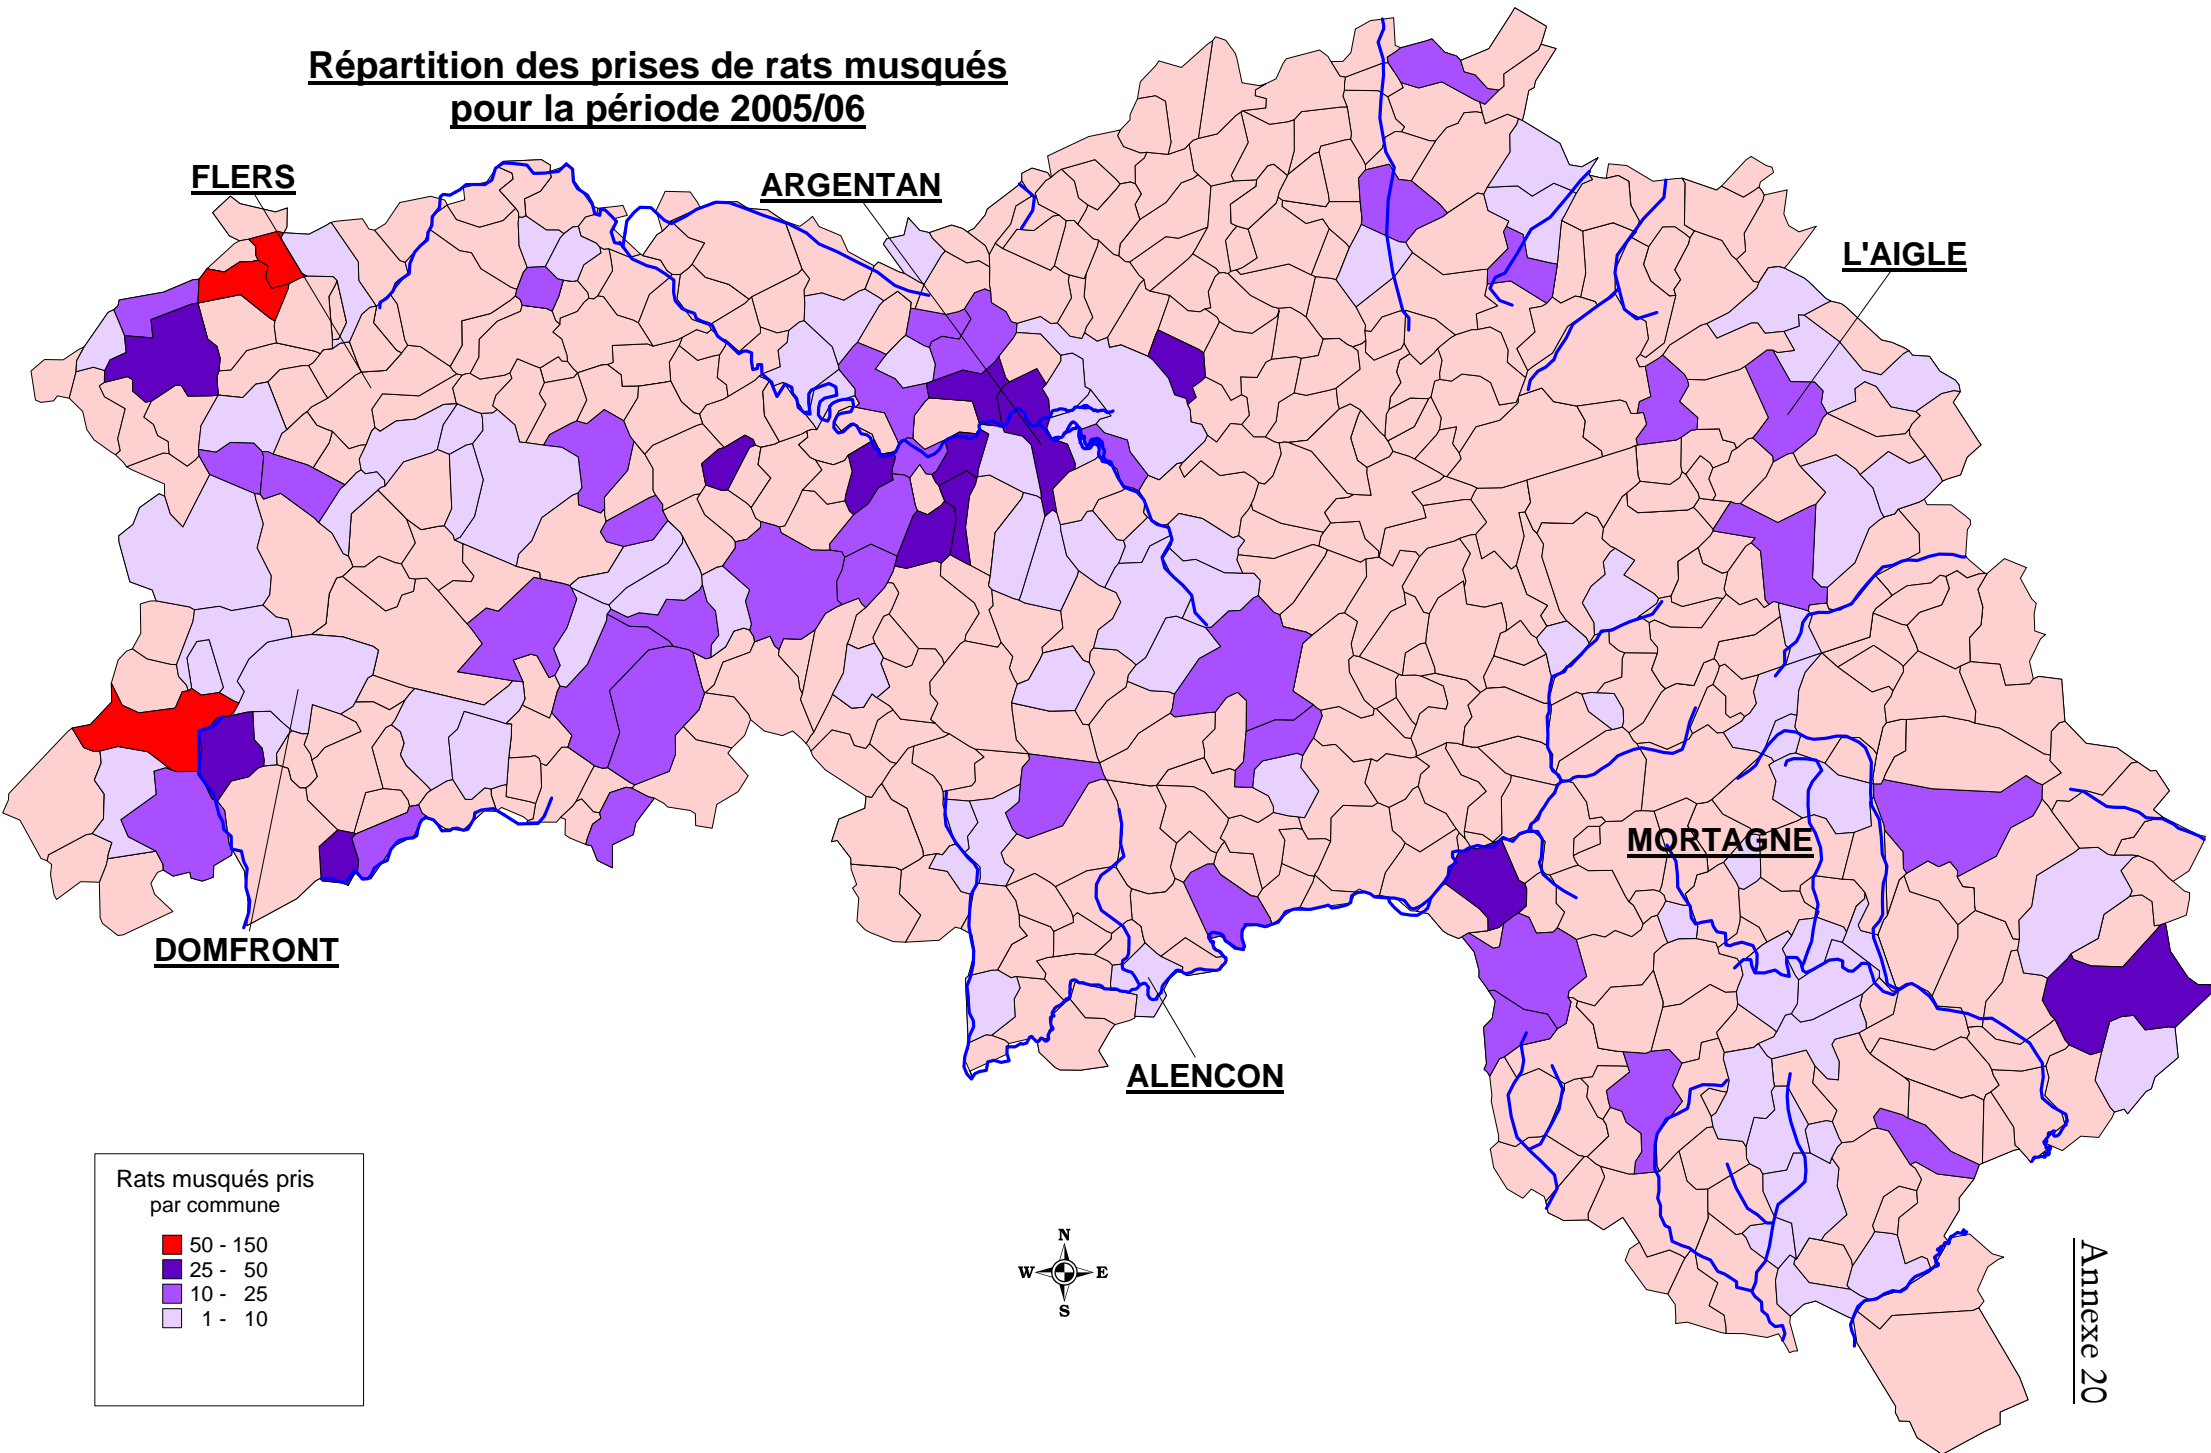 Répartition des prises de rats musqués
pour la période 2005/06
FLERS
ARGENTAN
L'AIGLE
MORTAGNE
DOMFRONT
ALENCON
Rats musqués pris
par commune
50 - 150
25 - 50
10 - 25
1 - 10
N
W E
S
Annexe 20